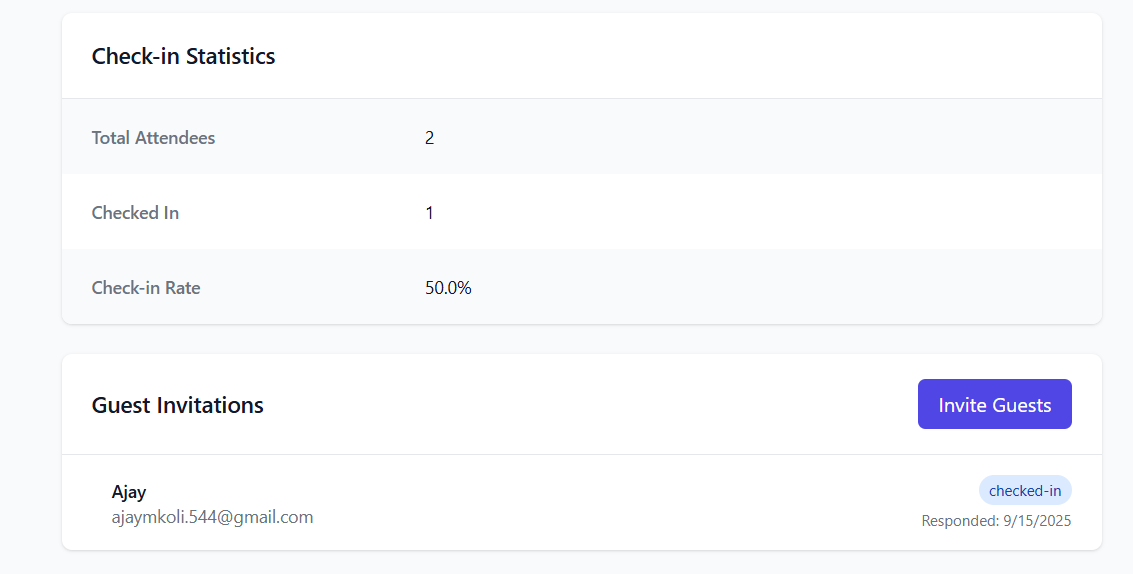 Check-in Statistics
Total Attendees 2
Checked In 1
Check-in Rate 50.0%
Guest Invitations Invite Guests
Ajay checked-in
ajaymkoli.544@gmail.com Responded: 9/15/2025